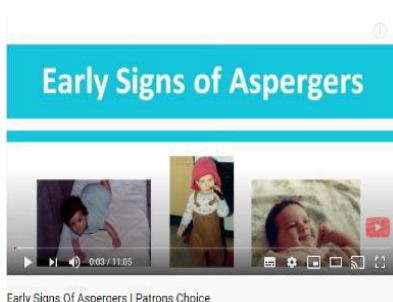 Early Signs of Aspergers
0:03 / 11:05
Early Signs Of Aspergers | Patrons Choice